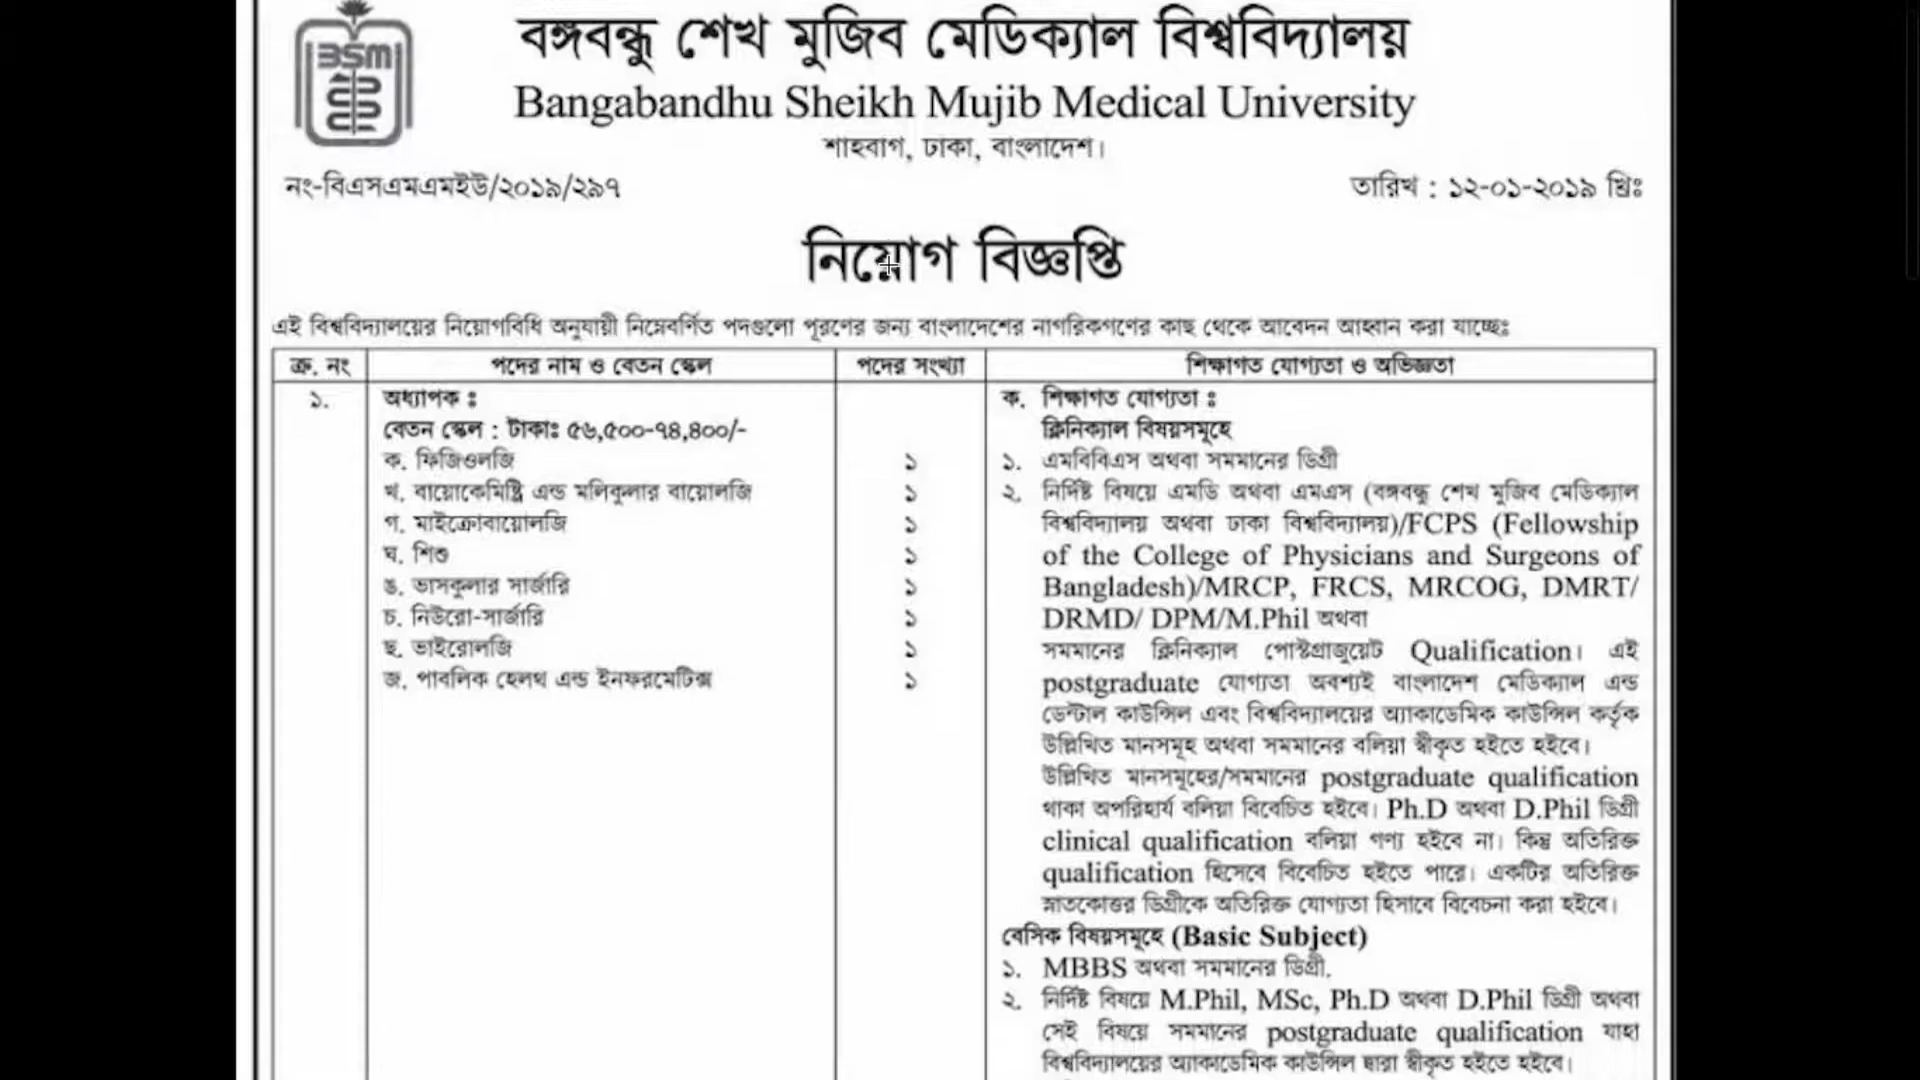 BSM
বঙ্গবন্ধু শেখ মুজিব মেডিক্যাল বিশ্ববিদ্যালয়
Bangabandhu Sheikh Mujib Medical University
শাহবাগ, ঢাকা, বাংলাদেশ।
নং-বিএসএমএমইউ/২০১৯/২৯৭
তারিখ : ১২-০১-২০১৯ খ্রিঃ
নিয়োগ বিজ্ঞপ্তি
এই বিশ্ববিদ্যালয়ের নিয়োগবিধি অনুযায়ী নিম্নেবর্ণিত পদগুলো পূরণের জন্য বাংলাদেশের নাগরিকগণের কাছ থেকে আবেদন আহ্বান করা যাচ্ছেঃ
ক্র. নং পদের নাম ও বেতন স্কেল পদের সংখ্যা শিক্ষাগত যোগ্যতা ও অভিজ্ঞতা
১.
অধ্যাপক ঃ
বেতন স্কেল : টাকাঃ ৫৬,৫০০-৭৪,৪০০/-
ক. ফিজিওলজি ১
খ. বায়োকেমিষ্ট্রি এন্ড মলিকুলার বায়োলজি ১
গ. মাইক্রোবায়োলজি ১
ঘ. শিশু ১
ঙ. ভাসকুলার সার্জারি ১
চ. নিউরো-সার্জারি ১
ছ. ভাইরোলজি ১
জ. পাবলিক হেলথ এন্ড ইনফরমেটিক্স ১
ক. শিক্ষাগত যোগ্যতা ঃ
ক্লিনিক্যাল বিষয়সমূহে
১. এমবিবিএস অথবা সমমানের ডিগ্রী
২. নির্দিষ্ট বিষয়ে এমডি অথবা এমএস (বঙ্গবন্ধু শেখ মুজিব মেডিক্যাল
বিশ্ববিদ্যালয় অথবা ঢাকা বিশ্ববিদ্যালয়)/FCPS (Fellowship
of the College of Physicians and Surgeons of
Bangladesh)/MRCP, FRCS, MRCOG, DMRT/
DRMD/ DPM/M.Phil অথবা
সমমানের ক্লিনিক্যাল পোস্টগ্রাজুয়েট Qualification। এই
postgraduate যোগ্যতা অবশ্যই বাংলাদেশ মেডিক্যাল এন্ড
ডেন্টাল কাউন্সিল এবং বিশ্ববিদ্যালয়ের অ্যাকাডেমিক কাউন্সিল কর্তৃক
উল্লিখিত মানসমূহ অথবা সমমানের বলিয়া স্বীকৃত হইতে হইবে।
উল্লিখিত মানসমূহের/সমমানের postgraduate qualification
থাকা অপরিহার্য বলিয়া বিবেচিত হইবে। Ph.D অথবা D.Phil ডিগ্রী
clinical qualification বলিয়া গণ্য হইবে না। কিন্তু অতিরিক্ত
qualification হিসেবে বিবেচিত হইতে পারে। একটির অতিরিক্ত
স্নাতকোত্তর ডিগ্রীকে অতিরিক্ত যোগ্যতা হিসাবে বিবেচনা করা হইবে।
বেসিক বিষয়সমূহে (Basic Subject)
১. MBBS অথবা সমমানের ডিগ্রী.
২. নির্দিষ্ট বিষয়ে M.Phil, MSc, Ph.D অথবা D.Phil ডিগ্রী অথবা
সেই বিষয়ে সমমানের postgraduate qualification যাহা
বিশ্ববিদ্যালয়ের অ্যাকাডেমিক কাউন্সিল দ্বারা স্বীকৃত হইতে হইবে।